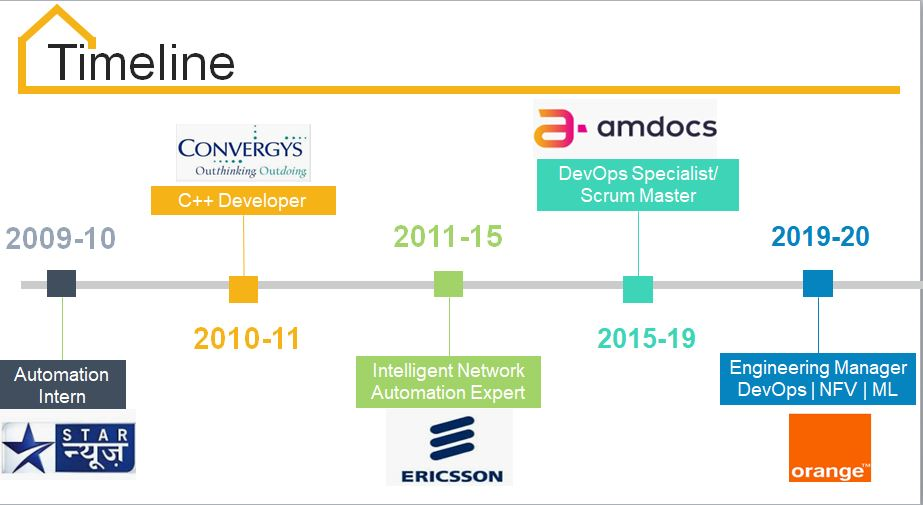 Timeline
CONVERGYS
Outthinking Outdoing
C++ Developer
amdocs
DevOps Specialist/
Scrum Master
2009-10
2011-15
2019-20
2010-11
2015-19
Automation
Intern
STAR
न्यूज़
Intelligent Network
Automation Expert
ERICSSON
Engineering Manager
DevOps | NFV | ML
orange™